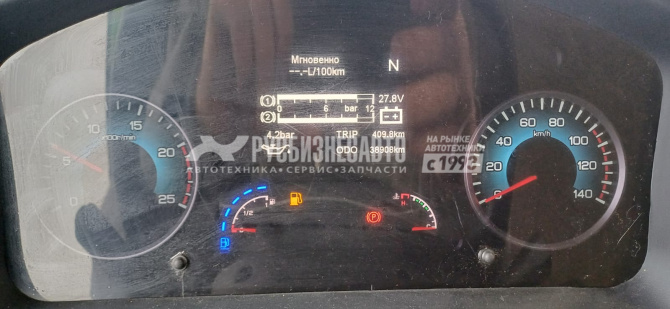 Мгновенно
--.-L/100km
N
1
27.8V
0 6 bar 12
2
4.2bar TRIP 409.8km
ODO 38908km
РУСБИЗНЕСАВТО
АВТОТЕХНИКА • СЕРВИС • ЗАПЧАСТИ
НА РЫНКЕ
АВТОТЕХНИКИ
с 1992
0 5 10 15 20 25
x100r/min
0 20 40 60 80 100 120 140
km/h
1/2
H
P